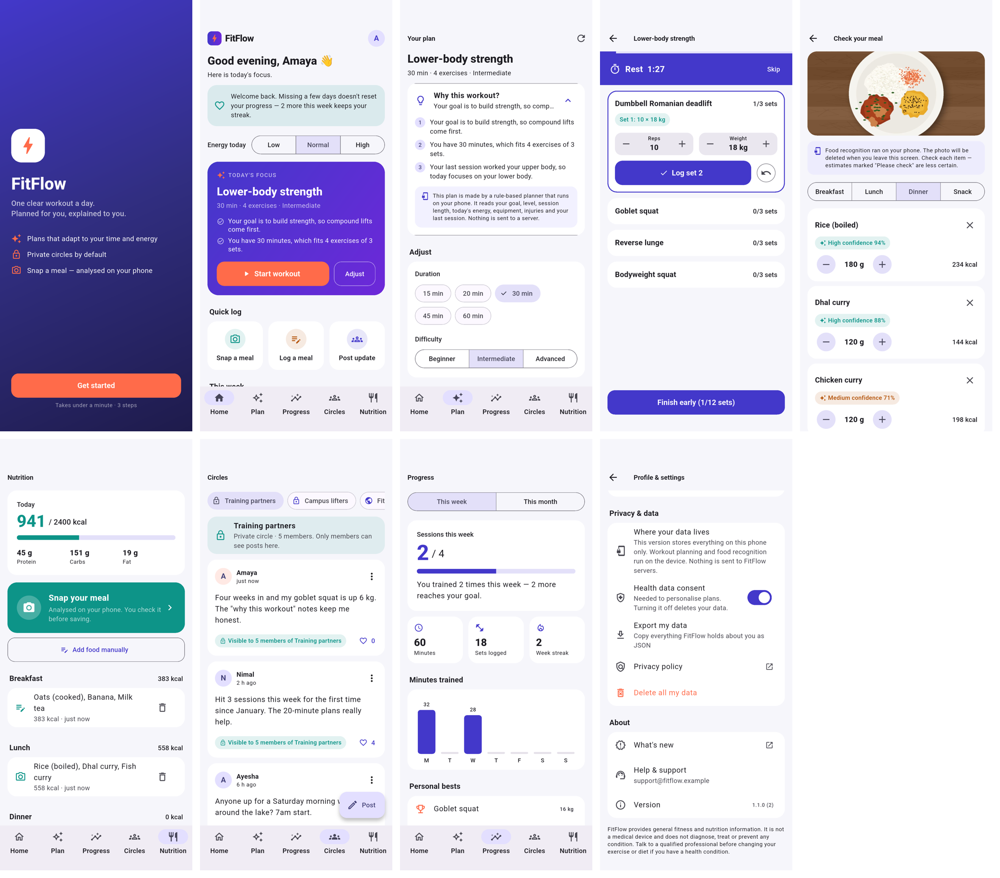 FitFlow
One clear workout a day.
Planned for you, explained to you.
Plans that adapt to your time and energy
Private circles by default
Snap a meal — analysed on your phone
Get started
Takes under a minute · 3 steps
FitFlow
A
Good evening, Amaya 👋
Here is today's focus.
Welcome back. Missing a few days doesn't reset
your progress — 2 more this week keeps your
streak.
Energy today
Low
Normal
High
TODAY'S FOCUS
Lower-body strength
30 min · 4 exercises · Intermediate
Your goal is to build strength, so compound lifts
come first.
You have 30 minutes, which fits 4 exercises of 3
sets.
Start workout
Adjust
Quick log
Snap a meal
Log a meal
Post update
This week
Home
Plan
Progress
Circles
Nutrition
Your plan
Lower-body strength
30 min · 4 exercises · Intermediate
Why this workout?
Your goal is to build strength, so comp...
1
Your goal is to build strength, so compound lifts
come first.
2
You have 30 minutes, which fits 4 exercises of 3
sets.
3
Your last session worked your upper body, so
today focuses on your lower body.
This plan is made by a rule-based planner that runs
on your phone. It reads your goal, level, session
length, today's energy, equipment, injuries and your
last session. Nothing is sent to a server.
Adjust
Duration
15 min
20 min
30 min
45 min
60 min
Difficulty
Beginner
Intermediate
Advanced
Home
Plan
Progress
Circles
Nutrition
Lower-body strength
Rest 1:27
Skip
Dumbbell Romanian deadlift
1/3 sets
Set 1: 10 × 18 kg
Reps
10
Weight
18 kg
Log set 2
Goblet squat
0/3 sets
Reverse lunge
0/3 sets
Bodyweight squat
0/3 sets
Finish early (1/12 sets)
Check your meal
Food recognition ran on your phone. The photo will be
deleted when you leave this screen. Check each item —
estimates marked "Please check" are less certain.
Breakfast
Lunch
Dinner
Snack
Rice (boiled)
High confidence 94%
180 g
234 kcal
Dhal curry
High confidence 88%
120 g
144 kcal
Chicken curry
Medium confidence 71%
120 g
198 kcal
Nutrition
Today
941 / 2400 kcal
45 g
Protein
151 g
Carbs
19 g
Fat
Snap your meal
Analysed on your phone. You check it
before saving.
Add food manually
Breakfast
383 kcal
Oats (cooked), Banana, Milk
tea
383 kcal · just now
Lunch
558 kcal
Rice (boiled), Dhal curry, Fish
curry
558 kcal · just now
Dinner
0 kcal
Home
Plan
Progress
Circles
Nutrition
Circles
Training partners
Campus lifters
Fit
Training partners
Private circle · 5 members. Only members can
see posts here.
A
Amaya
just now
Four weeks in and my goblet squat is up 6 kg.
The "why this workout" notes keep me
honest.
Visible to 5 members of Training partners
0
N
Nimal
2 h ago
Hit 3 sessions this week for the first time
since January. The 20-minute plans really
help.
Visible to 5 members of Training partners
4
A
Ayesha
6 h ago
Anyone up for a Saturday morning
around the lake? 7am start.
Post
Home
Plan
Progress
Circles
Nutrition
Progress
This week
This month
Sessions this week
2 / 4
You trained 2 times this week — 2 more
reaches your goal.
60
Minutes
18
Sets logged
2
Week streak
Minutes trained
32
28
M
T
W
T
F
S
S
Personal bests
Goblet squat
16 kg
Home
Plan
Progress
Circles
Nutrition
Profile & settings
Privacy & data
Where your data lives
This version stores everything on this phone
only. Workout planning and food recognition
run on the device. Nothing is sent to FitFlow
servers.
Health data consent
Needed to personalise plans.
Turning it off deletes your data.
Export my data
Copy everything FitFlow holds about you as
JSON
Privacy policy
Delete all my data
About
What's new
Help & support
support@fitflow.example
Version
1.1.0 (2)
FitFlow provides general fitness and nutrition information. It is not
a medical device and does not diagnose, treat or prevent any
condition. Talk to a qualified professional before changing your
exercise or diet if you have a health condition.